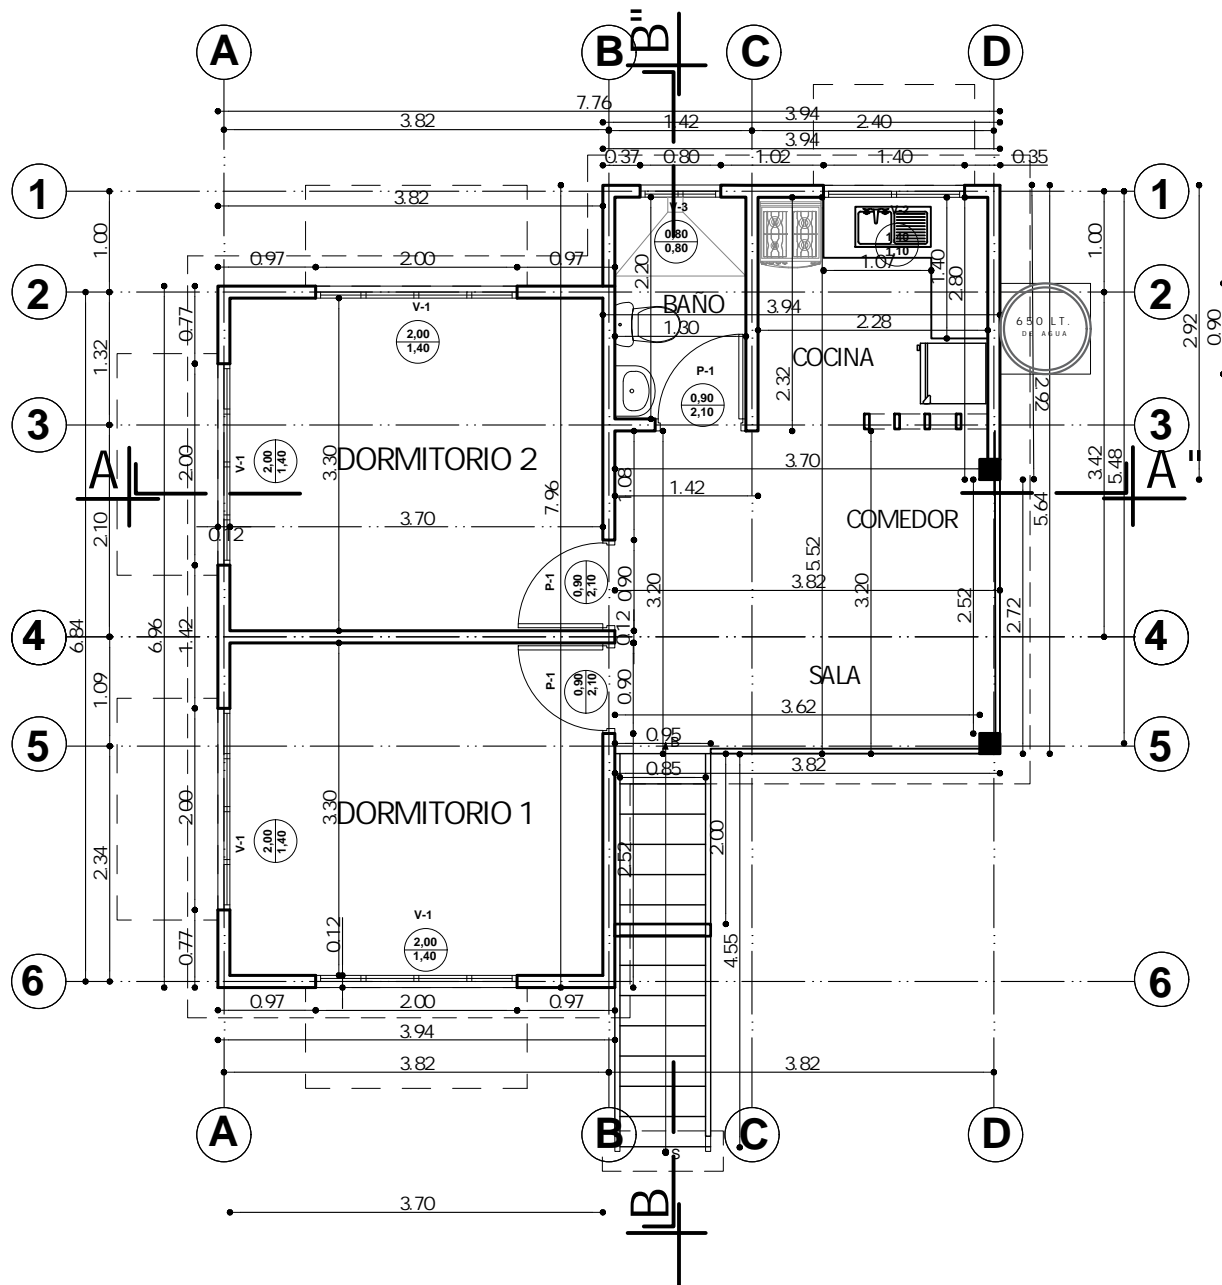 A B C D
B"
7.76
3.94
3.82 1.42 2.40
3.94
0.37 0.80 1.02 1.40 0.35
1 1
3.82
V-3 V-2
0,80
0,80
1,40
1,10
1.00 1.00
0.97 2.00 0.97
2.20 1.07 1.40 2.80
2 2
BAÑO
3.94
1.30 2.28
650 LT.
DE AGUA
V-1
2,00
1,40
0.77 1.32 2.92 0.90
COCINA
2.32
P-1
0,90
2,10
2.92
3 3
A A"
DORMITORIO 2
V-1
2,00
1,40
2.00 3.30 7.96 1.08
3.70
1.42
3.42 5.48
COMEDOR
3.70
0.12
2.10
5.52 5.64
P-1
0,90
2,10
0.90 3.20 3.20 2.52 2.72
3.82
4 4
6.84 6.96 1.42
0.12
SALA
P-1
0,90
2,10
0.90
1.09
3.62
5 5
0.95
B
0.85 3.82
DORMITORIO 1
V-1
2,00
1,40
2.00 3.30 2.52 2.00
2.34
V-1
2,00
1,40
0.77 0.12 4.55
6 6
0.97 2.00 0.97
3.94
3.82 3.82
A B C D
S
3.70
B